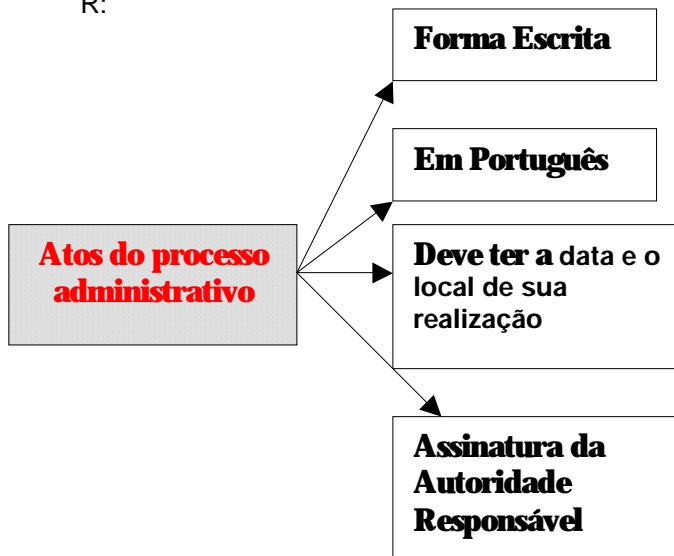 R:
Forma Escrita
Em Português
Atos do processo
administrativo
Deve ter a data e o
local de sua
realização
Assinatura da
Autoridade
Responsável